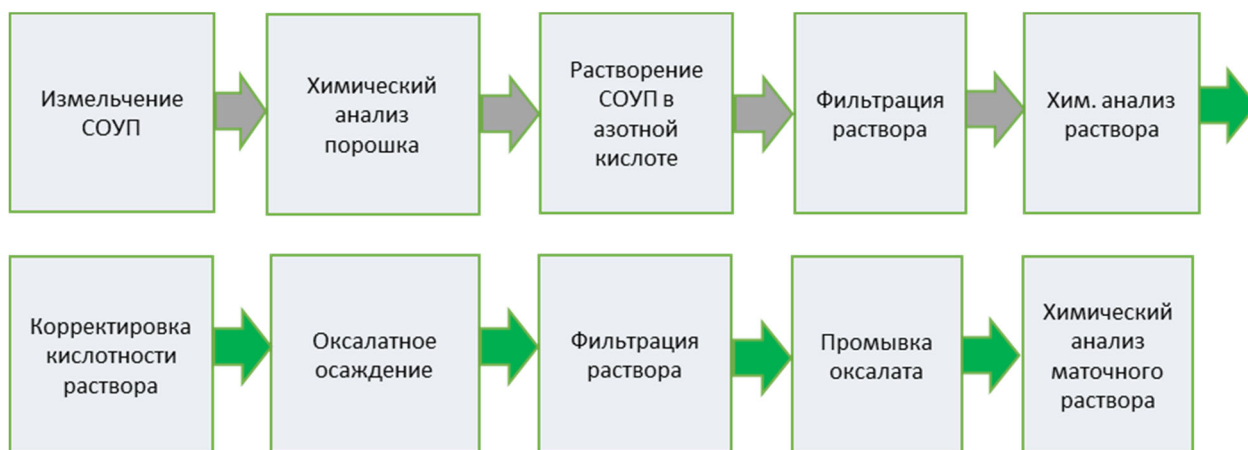 Измельчение
СОУП
Химический
анализ
порошка
Растворение
СОУП в
азотной
кислоте
Фильтрация
раствора
Хим. анализ
раствора
Корректировка
кислотности
раствора
Оксалатное
осаждение
Фильтрация
раствора
Промывка
оксалата
Химический
анализ
маточного
раствора